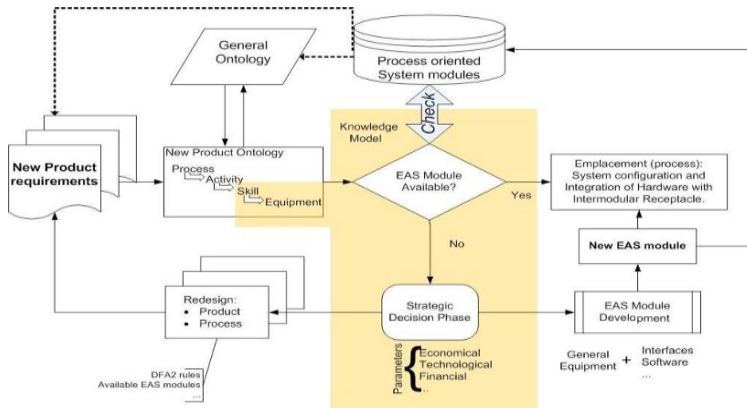 General
Ontology
Process oriented
System modules
Check
Knowledge
Model
New Product
requirements
New Product Ontology
Process
Activity
Skill
Equipment
EAS Module
Available?
Yes
No
Emplacement (process):
System configuration and
Integration of Hardware with
Intermodular Receptacle.
New EAS module
EAS Module
Development
General
Equipment
+
Interfaces
Software
...
Strategic
Decision Phase
Parameters
{
Economical
Technological
Financial
..
Redesign:
• Product
• Process
DFA2 rules
Available EAS modules
...